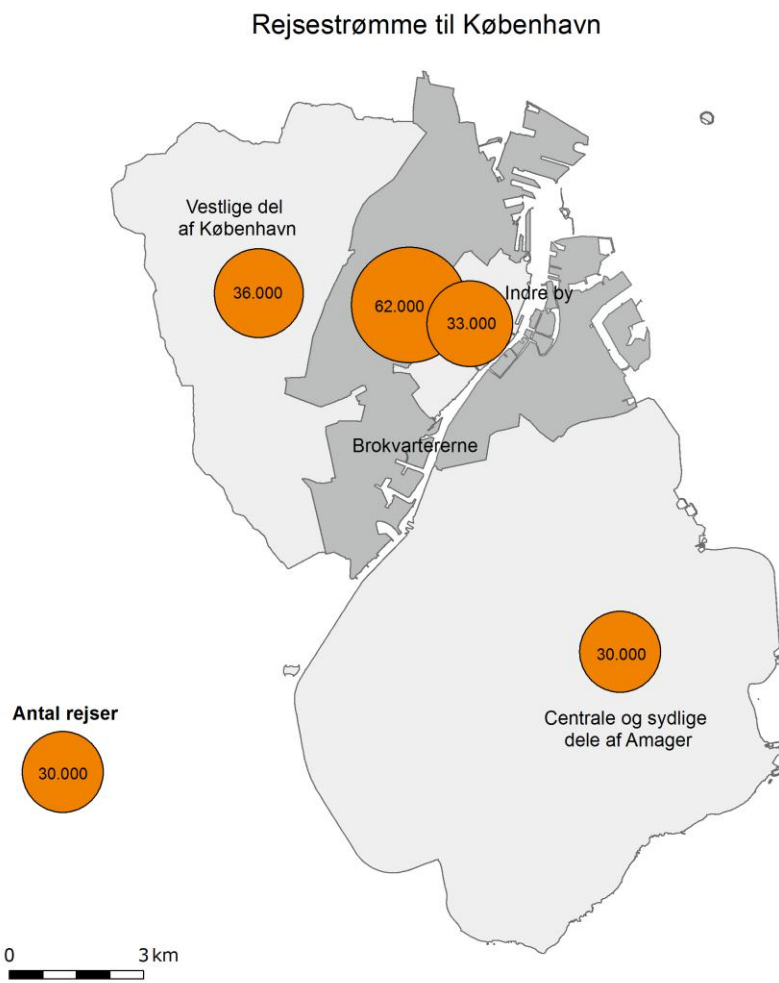 Rejsestrømme til København
Vestlige del
af København
36.000
62.000
33.000
Indre by
Brokvartererne
30.000
Centrale og sydlige
dele af Amager
Antal rejser
30.000
0 3 km